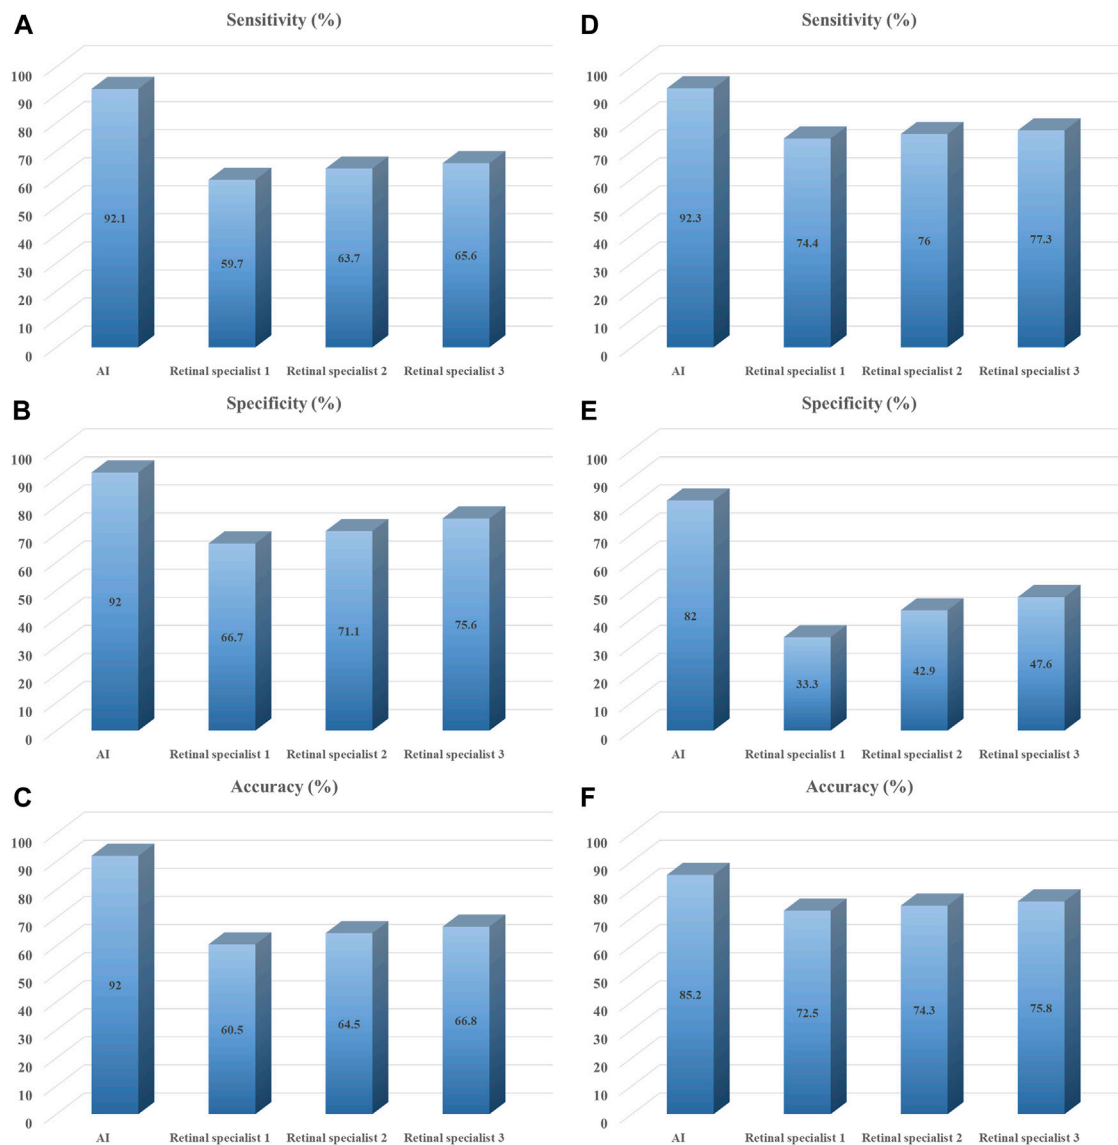 A
Sensitivity (%)
100
90
80
70
60
50
40
30
20
10
0
92.1
59.7
63.7
65.6
AI
Retinal specialist 1
Retinal specialist 2
Retinal specialist 3
D
Sensitivity (%)
100
90
80
70
60
50
40
30
20
10
0
92.3
74.4
76
77.3
AI
Retinal specialist 1
Retinal specialist 2
Retinal specialist 3
B
Specificity (%)
100
90
80
70
60
50
40
30
20
10
0
92
66.7
71.1
75.6
AI
Retinal specialist 1
Retinal specialist 2
Retinal specialist 3
E
Specificity (%)
100
90
80
70
60
50
40
30
20
10
0
82
33.3
42.9
47.6
AI
Retinal specialist 1
Retinal specialist 2
Retinal specialist 3
C
Accuracy (%)
100
90
80
70
60
50
40
30
20
10
0
92
60.5
64.5
66.8
AI
Retinal specialist 1
Retinal specialist 2
Retinal specialist 3
F
Accuracy (%)
100
90
80
70
60
50
40
30
20
10
0
85.2
72.5
74.3
75.8
AI
Retinal specialist 1
Retinal specialist 2
Retinal specialist 3